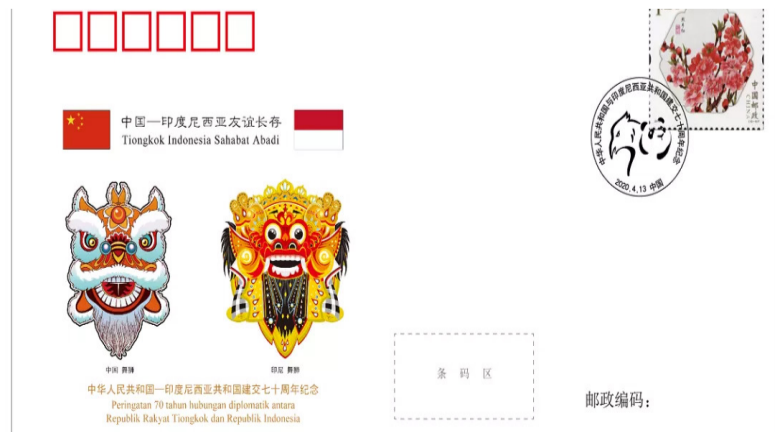 中国—印度尼西亚友谊长存
Tiongkok Indonesia Sahabat Abadi
中国 舞狮
印尼 舞狮
中华人民共和国—印度尼西亚共和国建交七十周年纪念
Peringatan 70 tahun hubungan diplomatik antara
Republik Rakyat Tiongkok dan Republik Indonesia
中国邮政
CHINA
中华人民共和国与印度尼西亚共和国建交七十周年纪念
2020.4.13 中国
条码区
邮政编码：